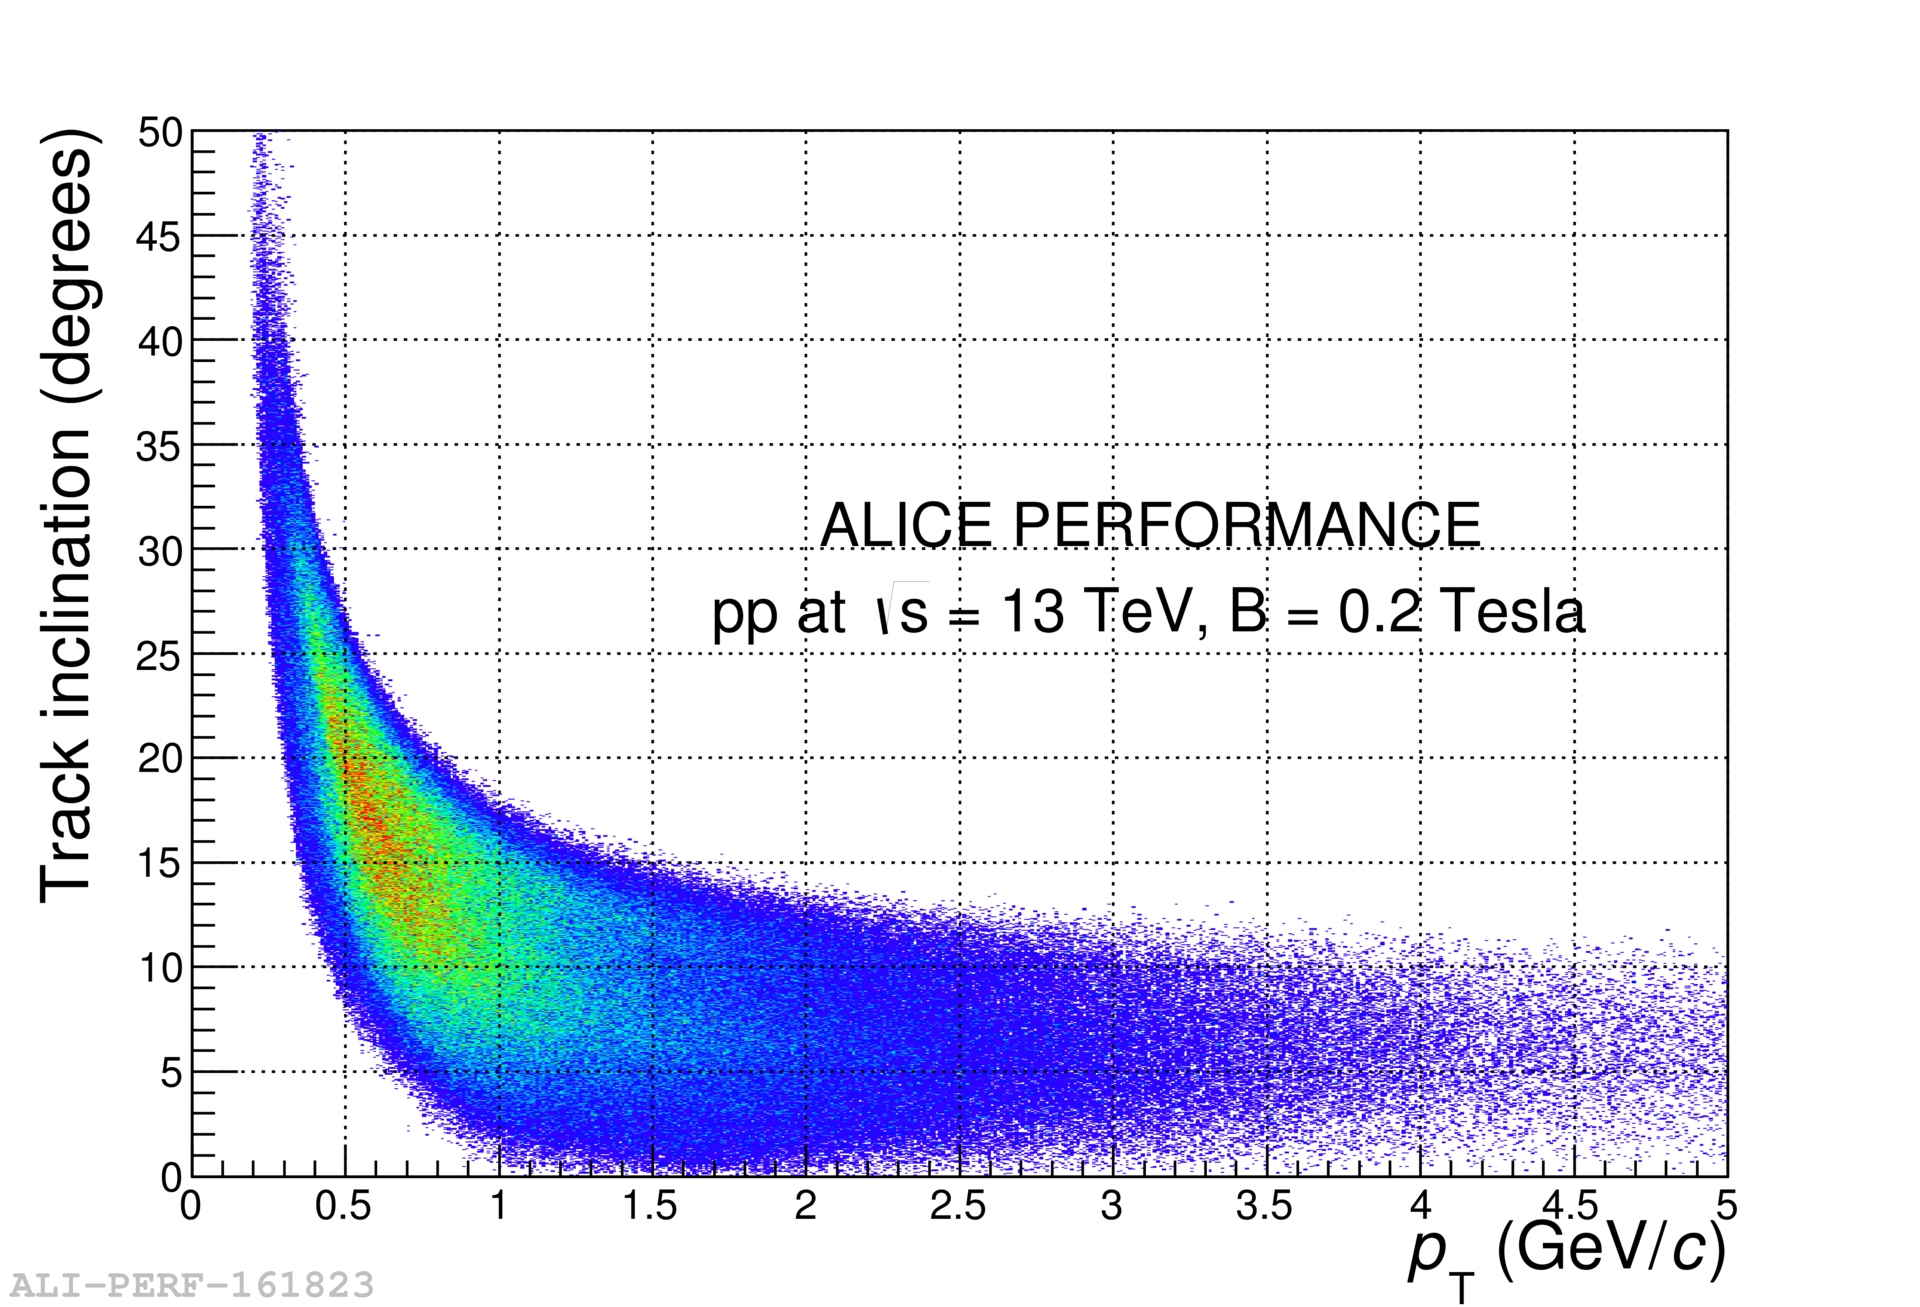 Track inclination (degrees)
50
45
40
35
30
25
20
15
10
5
0
ALICE PERFORMANCE
pp at √s = 13 TeV, B = 0.2 Tesla
0 0.5 1 1.5 2 2.5 3 3.5 4 4.5 5
p_T (GeV/c)
ALI-PERF-161823